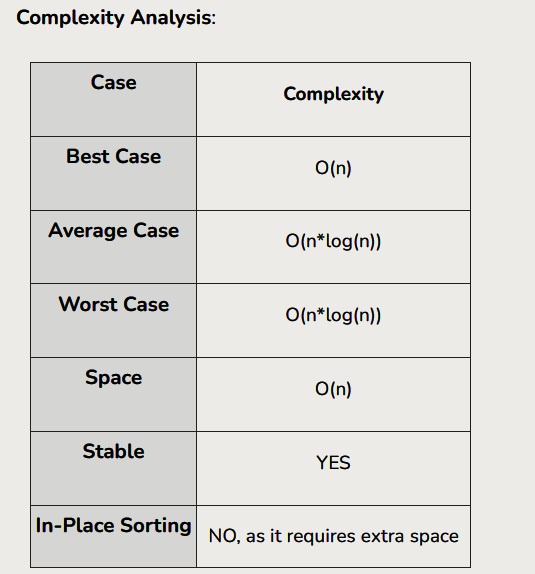 Complexity Analysis:
Case
Complexity
Best Case
O(n)
Average Case
O(n*log(n))
Worst Case
O(n*log(n))
Space
O(n)
Stable
YES
In-Place Sorting
NO, as it requires extra space